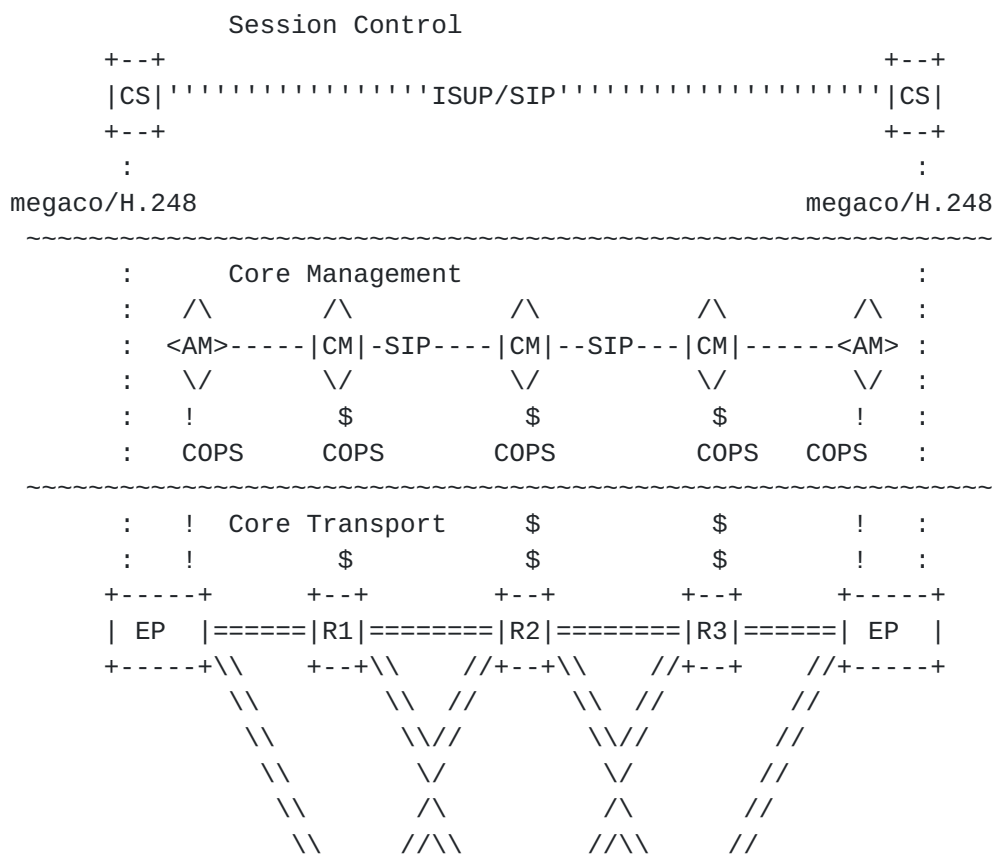 Session Control
+--+ +--+
|CS|'''''''''''''''''ISUP/SIP'''''''''''''''''''''|CS|
+--+ +--+
: :
megaco/H.248 megaco/H.248
~~~~~~~~~~~~~~~~~~~~~~~~~~~~~~~~~~~~~~~~~~~~~~~~~~~~~~~~~~~~~~
: Core Management :
: /\ /\ /\ /\ /\ :
: <AM>-----|CM|-SIP----|CM|--SIP---|CM|------<AM> :
: \/ \/ \/ \/ \/ :
: ! $ $ $ ! :
: COPS COPS COPS COPS COPS :
~~~~~~~~~~~~~~~~~~~~~~~~~~~~~~~~~~~~~~~~~~~~~~~~~~~~~~~~~~~~~~
: ! Core Transport $ $ ! :
: ! $ $ $ ! :
+-----+ +--+ +--+ +--+ +-----+
| EP |======|R1|========|R2|========|R3|======| EP |
+-----+\\ +--+\\ //+--+\\ //+--+ //+-----+
\\ \\ // \\ // //
\\ \\// \\// //
\\ \/ \/ //
\\ /\ /\ //
\\ //\\ //\\ //